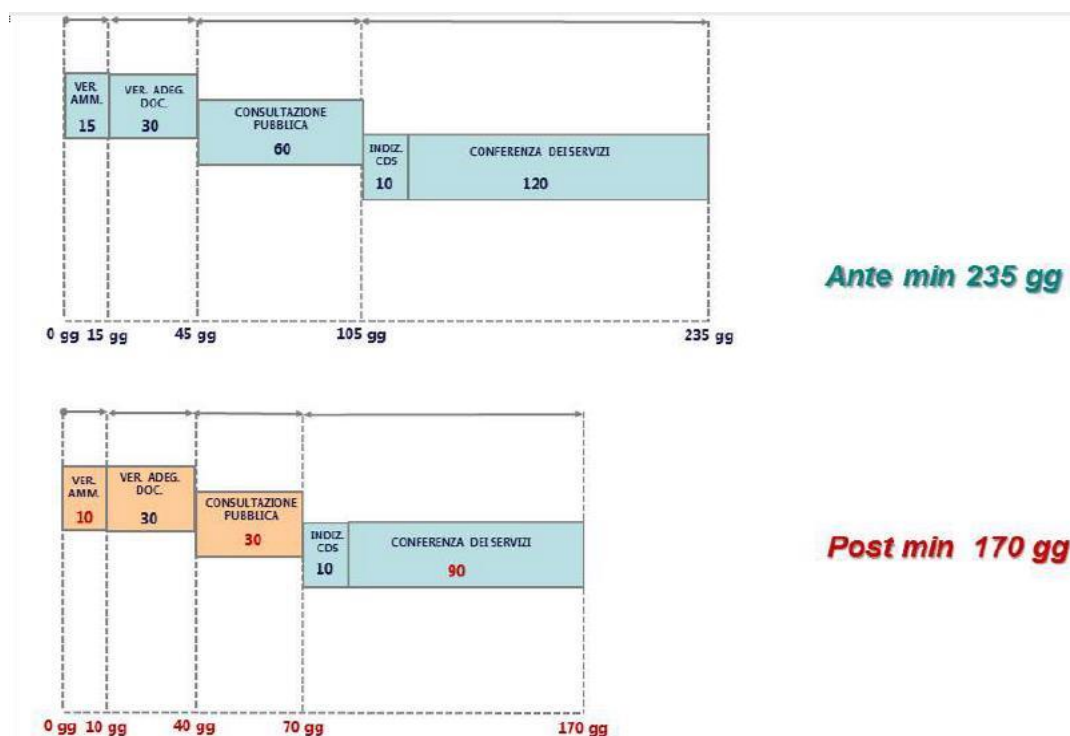 VER.
AMM.
15
VER. ADEG.
DOC.
30
CONSULTAZIONE
PUBBLICA
60
INDIZ.
CDS
10
CONFERENZA DEI SERVIZI
120
Ante min 235 gg
0 gg 15 gg 45 gg 105 gg 235 gg
VER.
AMM.
10
VER. ADEG.
DOC.
30
CONSULTAZIONE
PUBBLICA
30
INDIZ.
CDS
10
CONFERENZA DEI SERVIZI
90
Post min 170 gg
0 gg 10 gg 40 gg 70 gg 170 gg